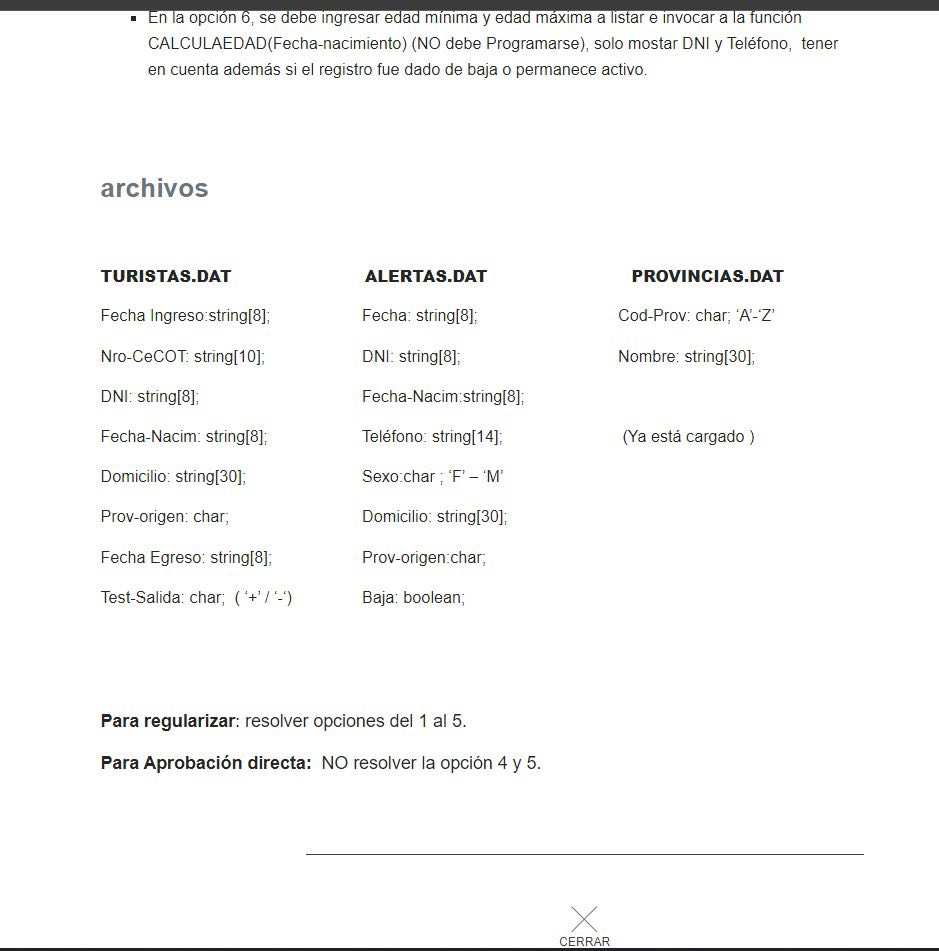 ▪ En la opción 6, se debe ingresar edad mínima y edad máxima a listar e invocar a la función
CALCULAEDAD(Fecha-nacimiento) (NO debe Programarse), solo mostar DNI y Teléfono, tener
en cuenta además si el registro fue dado de baja o permanece activo.
archivos
TURISTAS.DAT ALERTAS.DAT PROVINCIAS.DAT
Fecha Ingreso:string[8]; Fecha: string[8]; Cod-Prov: char; ‘A’-‘Z’
Nro-CeCOT: string[10]; DNI: string[8]; Nombre: string[30];
DNI: string[8]; Fecha-Nacim:string[8];
Fecha-Nacim: string[8]; Teléfono: string[14]; (Ya está cargado )
Domicilio: string[30]; Sexo:char ; ‘F’ – ‘M’
Prov-origen: char; Domicilio: string[30];
Fecha Egreso: string[8]; Prov-origen:char;
Test-Salida: char; ( ‘+’ / ‘-‘) Baja: boolean;
Para regularizar: resolver opciones del 1 al 5.
Para Aprobación directa: NO resolver la opción 4 y 5.
CERRAR